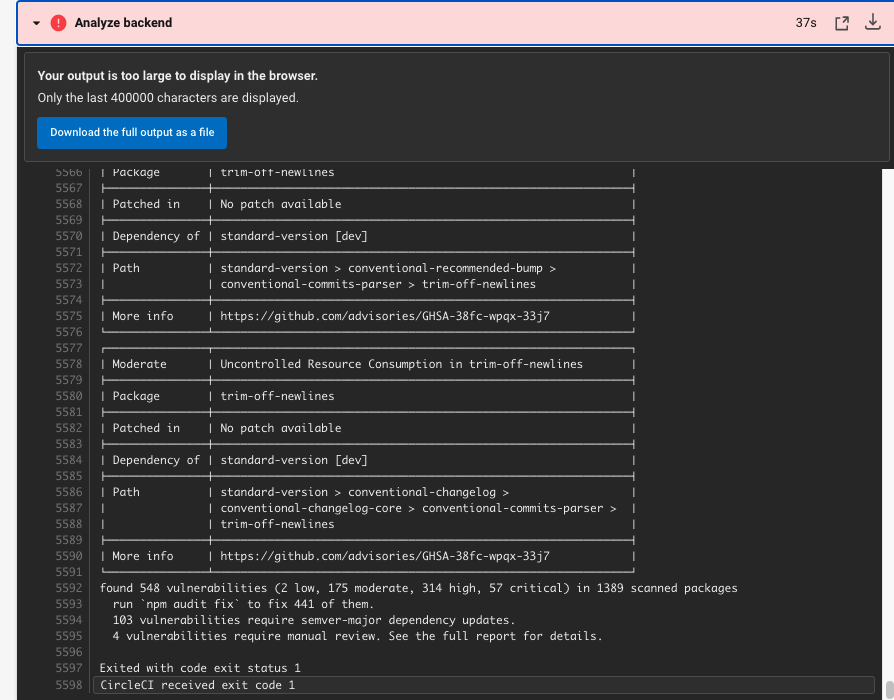 Analyze backend 37s
Your output is too large to display in the browser.
Only the last 400000 characters are displayed.
Download the full output as a file
5566 | Package | trim-off-newlines |
5567
5568 | Patched in | No patch available |
5569
5570 | Dependency of | standard-version [dev] |
5571
5572 | Path | standard-version > conventional-recommended-bump > |
5573 | | conventional-commits-parser > trim-off-newlines |
5574
5575 | More info | https://github.com/advisories/GHSA-38fc-wpqx-33j7 |
5576
5577
5578 | Moderate | Uncontrolled Resource Consumption in trim-off-newlines |
5579
5580 | Package | trim-off-newlines |
5581
5582 | Patched in | No patch available |
5583
5584 | Dependency of | standard-version [dev] |
5585
5586 | Path | standard-version > conventional-changelog > |
5587 | | conventional-changelog-core > conventional-commits-parser > |
5588 | | trim-off-newlines |
5589
5590 | More info | https://github.com/advisories/GHSA-38fc-wpqx-33j7 |
5591
5592 found 548 vulnerabilities (2 low, 175 moderate, 314 high, 57 critical) in 1389 scanned packages
5593 run `npm audit fix` to fix 441 of them.
5594 103 vulnerabilities require semver-major dependency updates.
5595 4 vulnerabilities require manual review. See the full report for details.
5596
5597 Exited with code exit status 1
5598 CircleCI received exit code 1